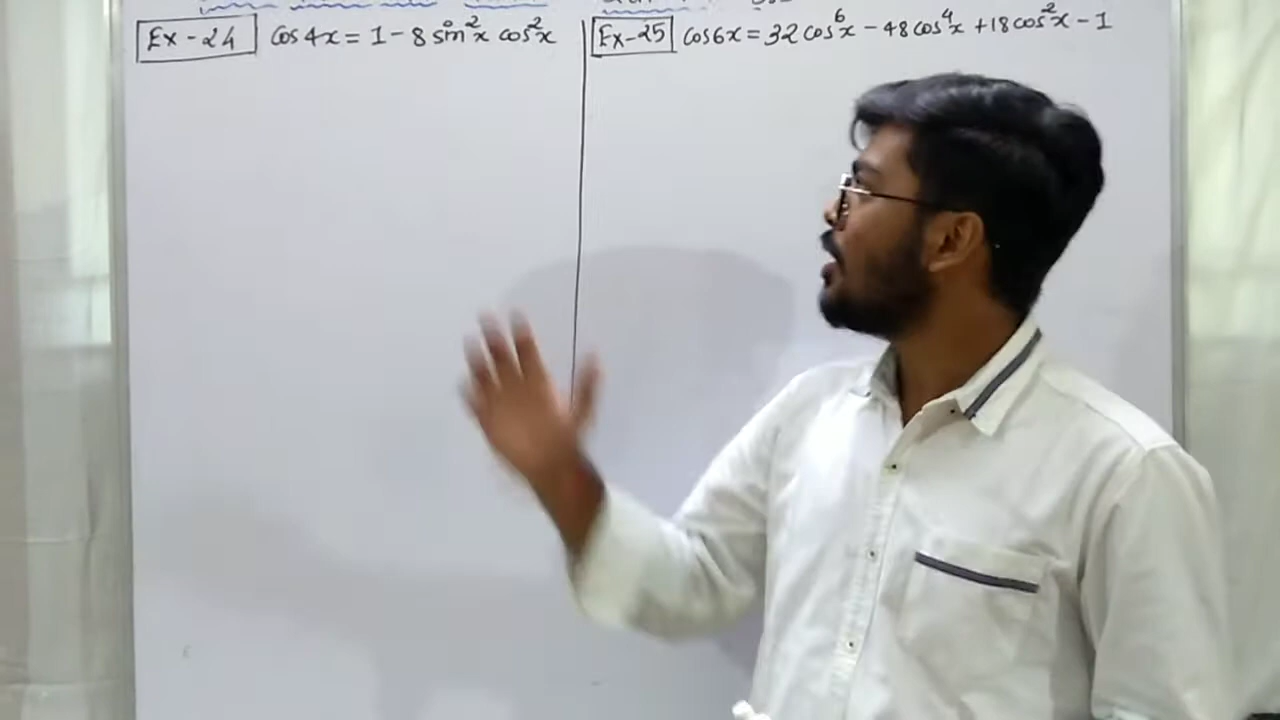 Ex-24 cos4x = 1 - 8 sin²x cos²x
Ex-25 cos6x = 32 cos⁶x - 48 cos⁴x + 18 cos²x - 1